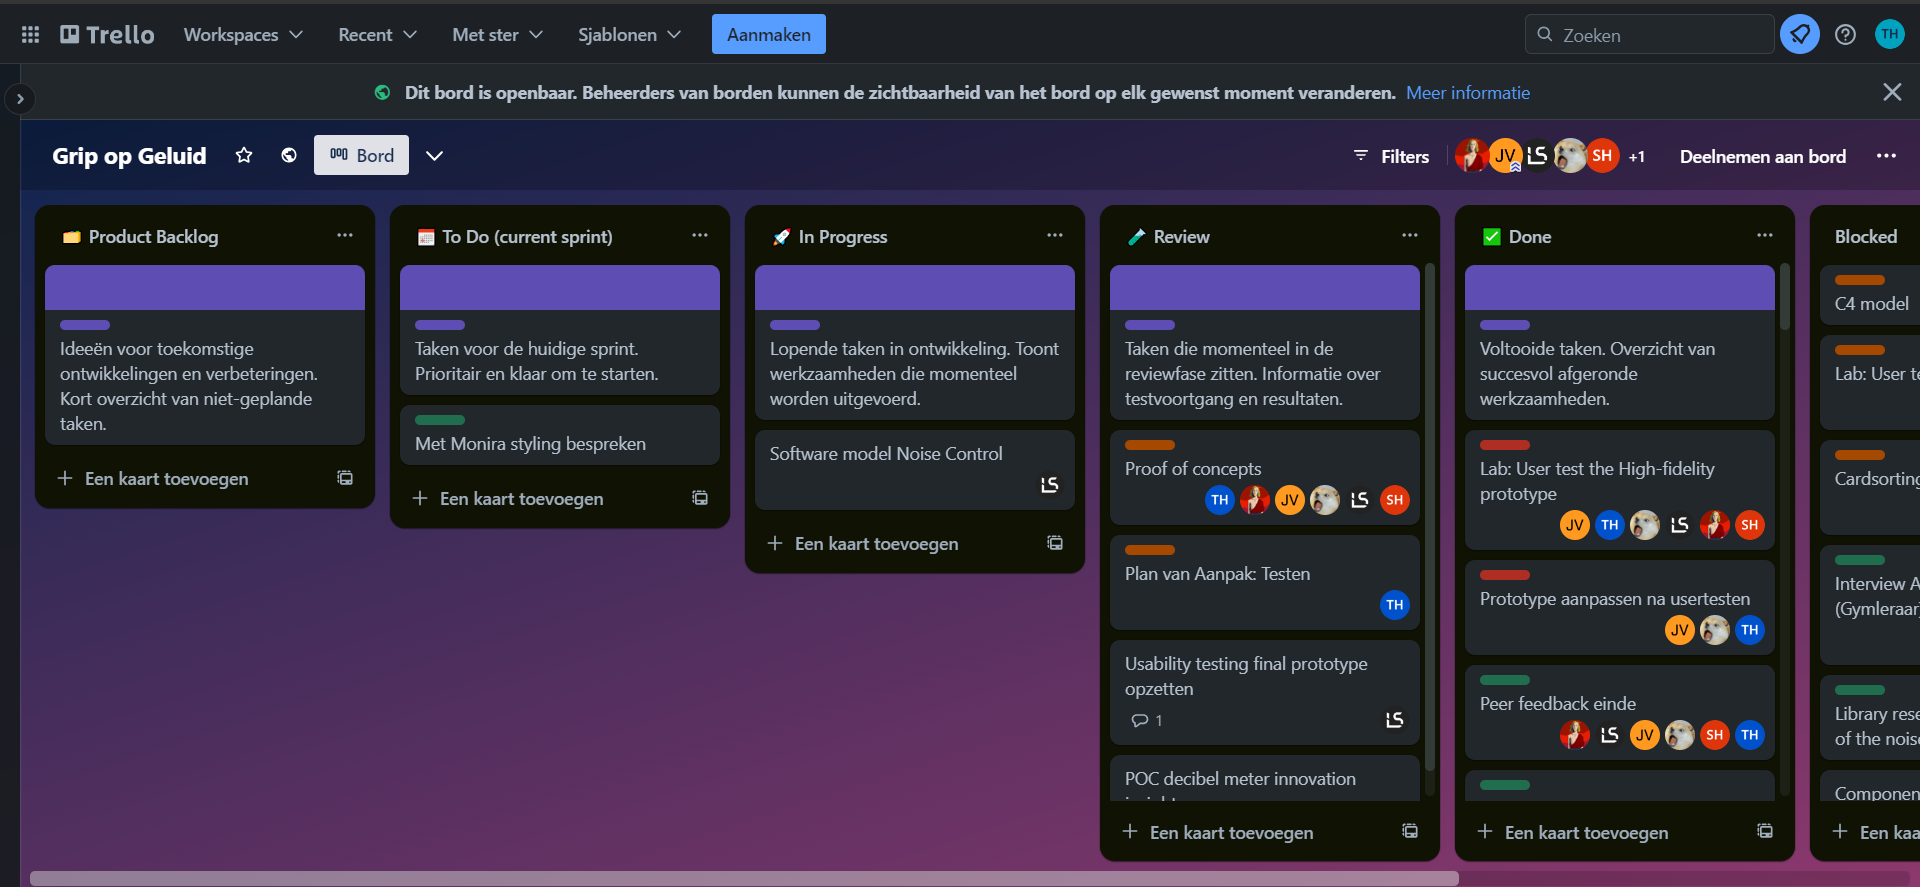 Trello
Workspaces
Recent
Met ster
Sjablonen
Aanmaken
Zoeken
TH
Dit bord is openbaar. Beheerders van borden kunnen de zichtbaarheid van het bord op elk gewenst moment veranderen. Meer informatie
Grip op Geluid
Bord
Filters
JV
LS
SH
+1
Deelnemen aan bord
Product Backlog
Ideeën voor toekomstige
ontwikkelingen en verbeteringen.
Kort overzicht van niet-geplande
taken.
Een kaart toevoegen
To Do (current sprint)
Taken voor de huidige sprint.
Prioritair en klaar om te starten.
Met Monira styling bespreken
Een kaart toevoegen
In Progress
Lopende taken in ontwikkeling. Toont
werkzaamheden die momenteel
worden uitgevoerd.
Software model Noise Control
LS
Een kaart toevoegen
Review
Taken die momenteel in de
reviewfase zitten. Informatie over
testvoortgang en resultaten.
Proof of concepts
TH JV LS SH
Plan van Aanpak: Testen
TH
Usability testing final prototype
opzetten
1
LS
POC decibel meter innovation
Een kaart toevoegen
Done
Voltooide taken. Overzicht van
succesvol afgeronde
werkzaamheden.
Lab: User test the High-fidelity
prototype
JV TH LS SH
Prototype aanpassen na usertesten
JV TH
Peer feedback einde
LS JV SH TH
Een kaart toevoegen
Blocked
C4 model
Lab: User te
Cardsorting
Interview A
(Gymleraar
Library rese
of the noise
Componen
Een kaa